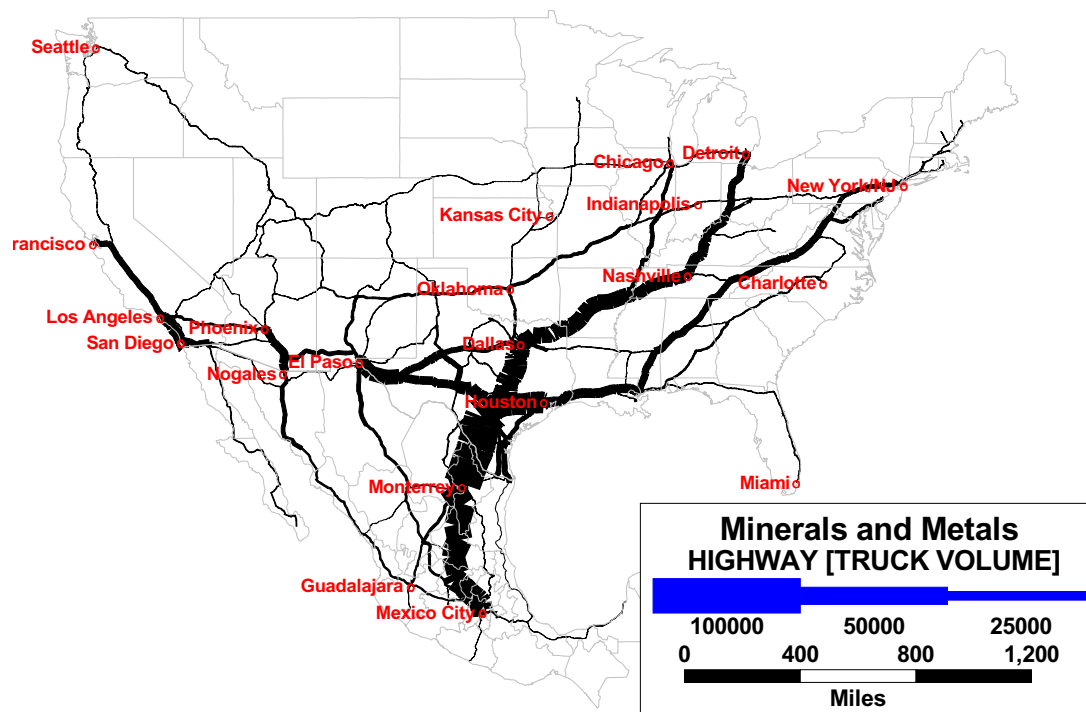 Seattle
Chicago
Detroit
New York/NJ
Kansas City
Indianapolis
rancisco
Nashville
Oklahoma
Charlotte
Los Angeles
Phoenix
San Diego
Dallas
El Paso
Nogales
Houston
Monterrey
Miami
Guadalajara
Mexico City
Minerals and Metals
HIGHWAY [TRUCK VOLUME]
100000 50000 25000
0 400 800 1,200
Miles